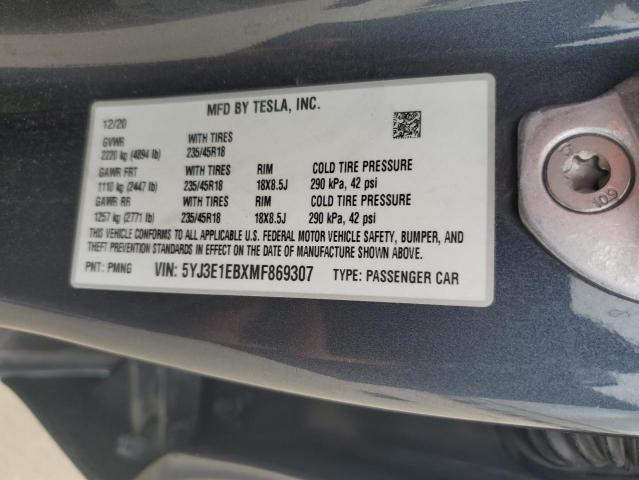 MFD BY TESLA, INC.
12/20
GVWR WITH TIRES
2220 kg (4894 lb) 235/45R18
GAWR FRT WITH TIRES RIM COLD TIRE PRESSURE
1110 kg (2447 lb) 235/45R18 18X8.5J 290 kPa, 42 psi
GAWR RR WITH TIRES RIM COLD TIRE PRESSURE
1257 kg (2771 lb) 235/45R18 18X8.5J 290 kPa, 42 psi
THIS VEHICLE CONFORMS TO ALL APPLICABLE U.S. FEDERAL MOTOR VEHICLE SAFETY, BUMPER, AND
THEFT PREVENTION STANDARDS IN EFFECT ON THE DATE OF MANUFACTURE SHOWN ABOVE.
PNT: PMNG VIN: 5YJ3E1EBXMF869307 TYPE: PASSENGER CAR